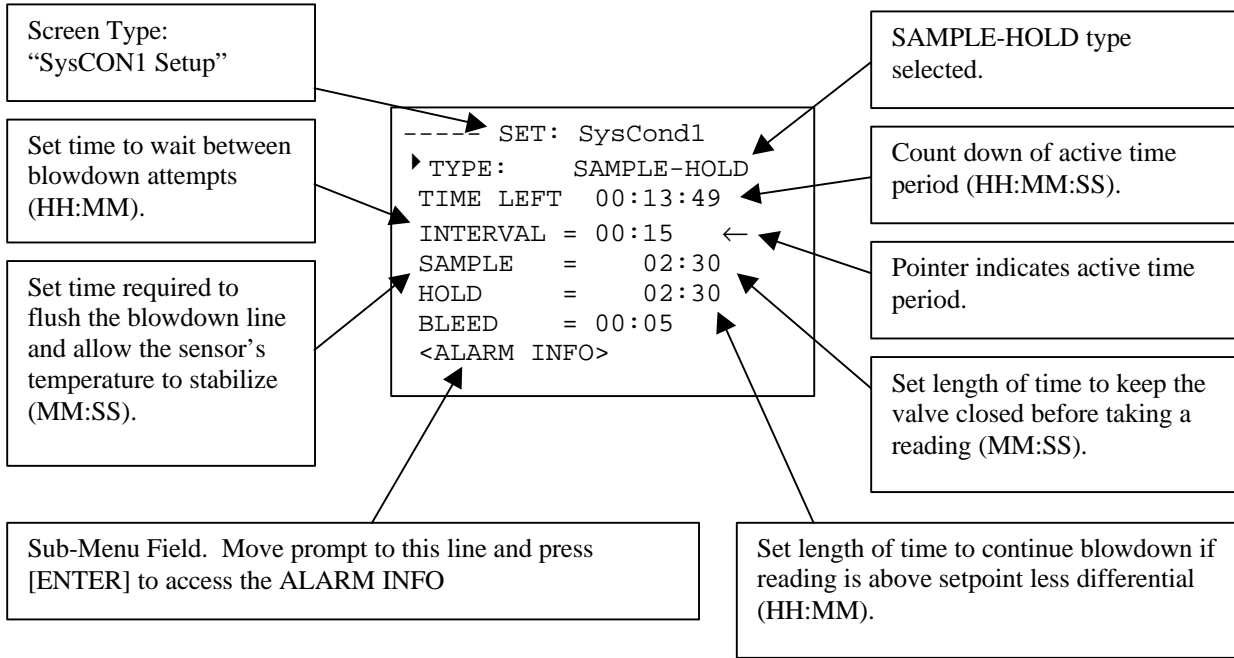 Screen Type:
“SysCON1 Setup”
Set time to wait between
blowdown attempts
(HH:MM).
Set time required to
flush the blowdown line
and allow the sensor’s
temperature to stabilize
(MM:SS).
----- SET: SysCond1
TYPE: SAMPLE-HOLD
TIME LEFT 00:13:49
INTERVAL = 00:15 ←
SAMPLE = 02:30
HOLD = 02:30
BLEED = 00:05
<ALARM INFO>
SAMPLE-HOLD type
selected.
Count down of active time
period (HH:MM:SS).
Pointer indicates active time
period.
Set length of time to keep the
valve closed before taking a
reading (MM:SS).
Sub-Menu Field. Move prompt to this line and press
[ENTER] to access the ALARM INFO
Set length of time to continue blowdown if
reading is above setpoint less differential
(HH:MM).